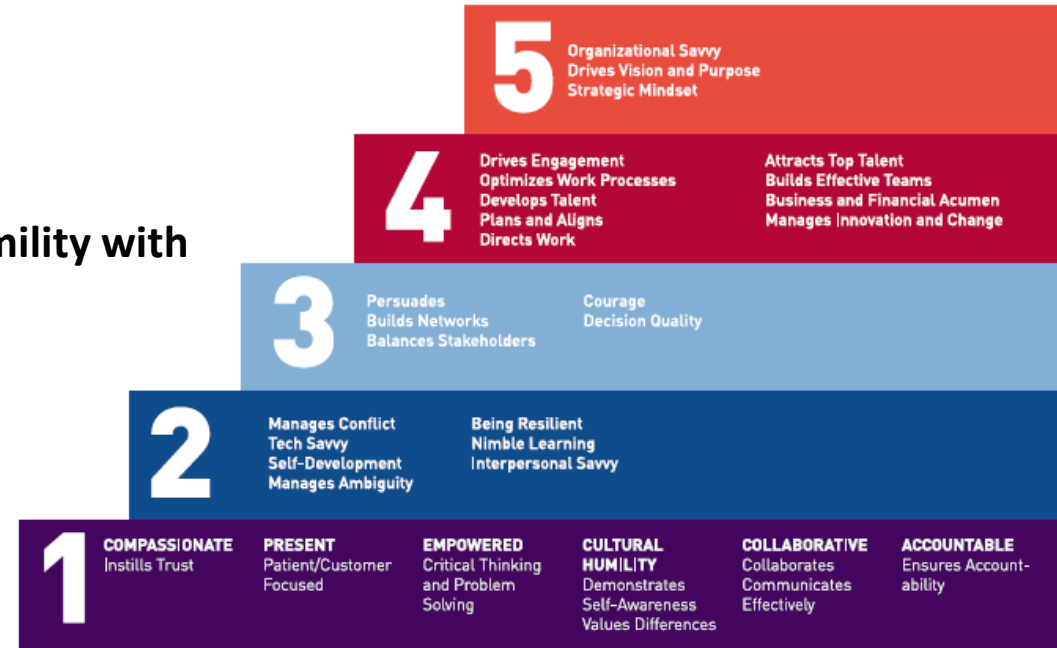 5
Organizational Savvy
Drives Vision and Purpose
Strategic Mindset
4
Drives Engagement
Optimizes Work Processes
Develops Talent
Plans and Aligns
Directs Work
Attracts Top Talent
Builds Effective Teams
Business and Financial Acumen
Manages Innovation and Change
mility with
3
Persuades
Builds Networks
Balances Stakeholders
Courage
Decision Quality
2
Manages Conflict
Tech Savvy
Self-Development
Manages Ambiguity
Being Resilient
Nimble Learning
Interpersonal Savvy
1
COMPASSIONATE
Instills Trust
PRESENT
Patient/Customer
Focused
EMPOWERED
Critical Thinking
and Problem
Solving
CULTURAL
HUMILITY
Demonstrates
Self-Awareness
Values Differences
COLLABORATIVE
Collaborates
Communicates
Effectively
ACCOUNTABLE
Ensures Account-
ability